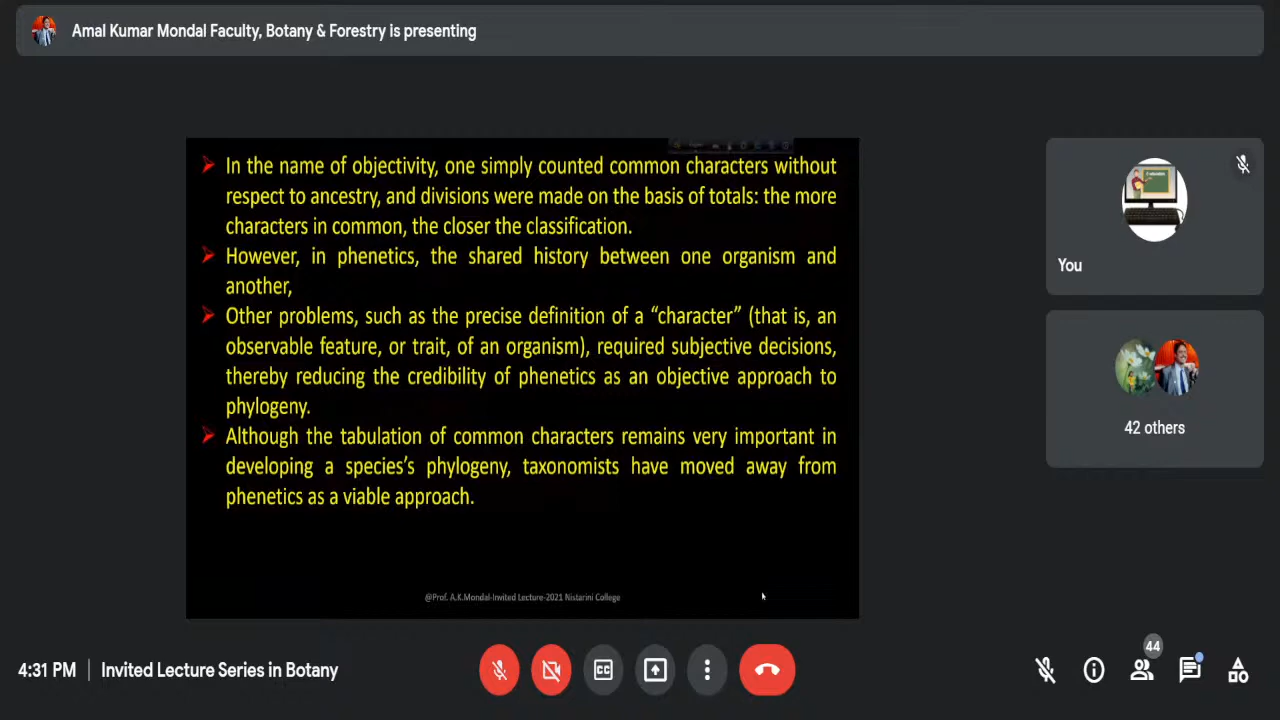 Amal Kumar Mondal Faculty, Botany & Forestry is presenting
In the name of objectivity, one simply counted common characters without
respect to ancestry, and divisions were made on the basis of totals: the more
characters in common, the closer the classification.
However, in phenetics, the shared history between one organism and
another,
Other problems, such as the precise definition of a “character” (that is, an
observable feature, or trait, of an organism), required subjective decisions,
thereby reducing the credibility of phenetics as an objective approach to
phylogeny.
Although the tabulation of common characters remains very important in
developing a species’s phylogeny, taxonomists have moved away from
phenetics as a viable approach.
@Prof. A.K.Mondal-Invited Lecture-2021 Nistarini College
You
42 others
4:31 PM
Invited Lecture Series in Botany
CC
44